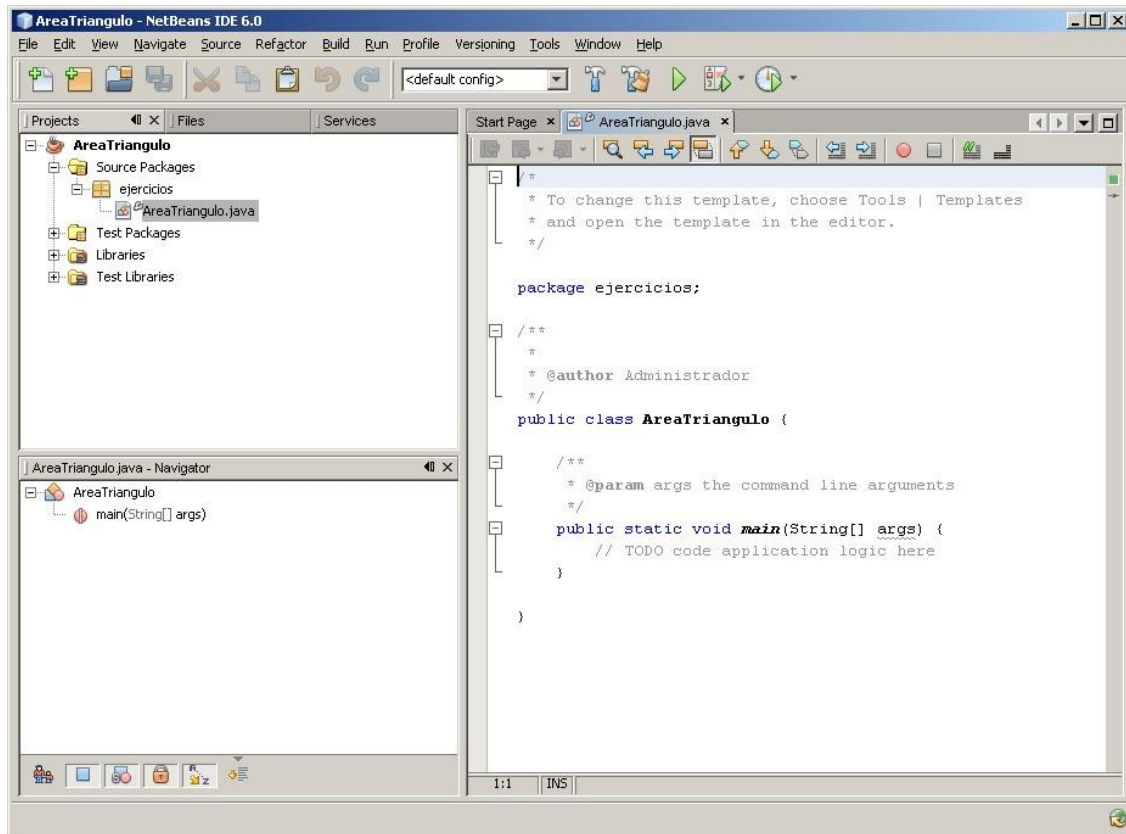 AreaTriangulo - NetBeans IDE 6.0
File Edit View Navigate Source Refactor Build Run Profile Versioning Tools Window Help
<default config>
Projects Files Services
AreaTriangulo
Source Packages
ejercicios
AreaTriangulo.java
Test Packages
Libraries
Test Libraries
AreaTriangulo.java - Navigator
AreaTriangulo
main(String[] args)
Start Page AreaTriangulo.java
/*
* To change this template, choose Tools | Templates
* and open the template in the editor.
*/
package ejercicios;
/**
*
* @author Administrador
*/
public class AreaTriangulo {
/**
* @param args the command line arguments
*/
public static void main(String[] args) {
// TODO code application logic here
}
}
1:1 INS